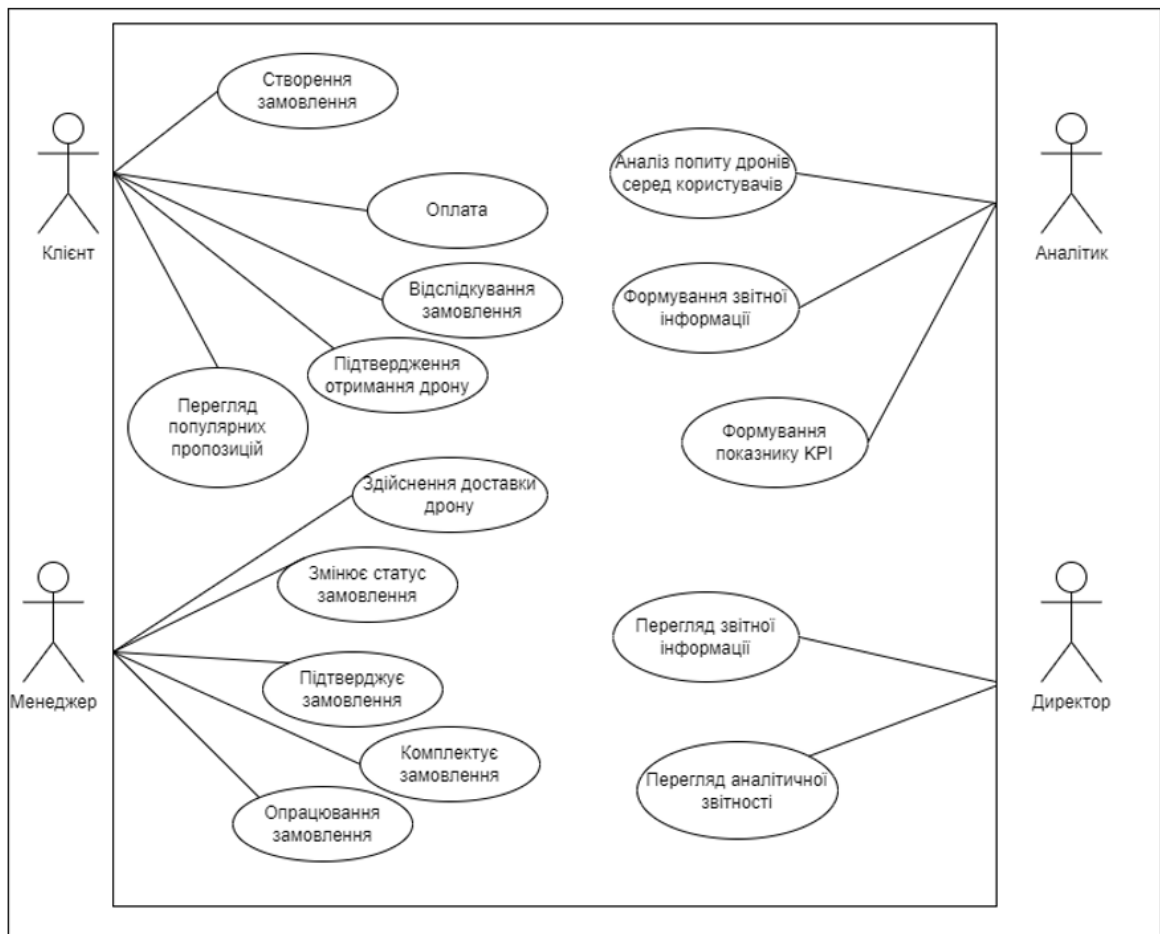 Створення
замовлення
Оплата
Відслідкування
замовлення
Підтвердження
отримання дрону
Перегляд
популярних
пропозицій
Клієнт
Аналіз попиту дронів
серед користувачів
Формування звітної
інформації
Формування
показнику KPI
Аналітик
Здійснення доставки
дрону
Змінює статус
замовлення
Підтверджує
замовлення
Комплектує
замовлення
Опрацювання
замовлення
Менеджер
Перегляд звітної
інформації
Перегляд аналітичної
звітності
Директор